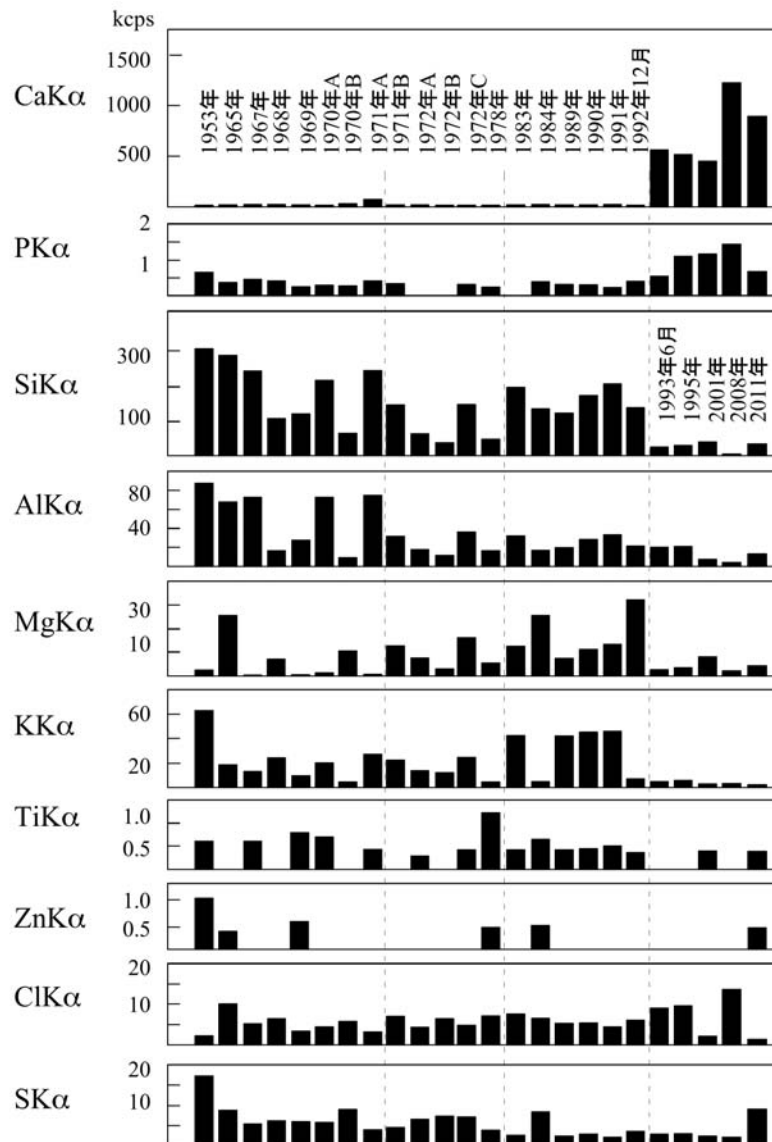 kcps
CaKα
1500
1000
500
1953年
1965年
1967年
1968年
1969年
1970年A
1970年B
1971年A
1971年B
1972年A
1972年B
1972年C
1978年
1983年
1984年
1989年
1990年
1991年
1992年12月
PKα
2
1
SiKα
300
100
1993年6月
1995年
2001年
2008年
2011年
AlKα
80
40
MgKα
30
10
KKα
60
20
TiKα
1.0
0.5
ZnKα
1.0
0.5
ClKα
20
10
SKα
20
10